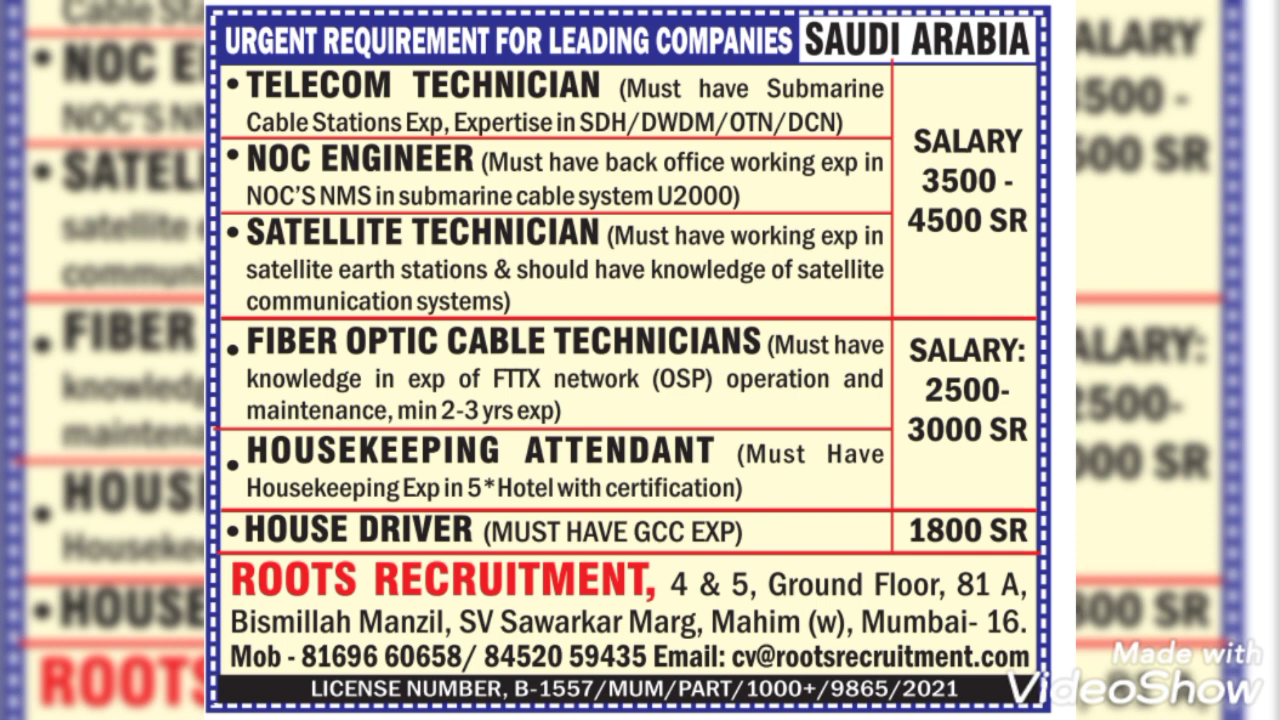 URGENT REQUIREMENT FOR LEADING COMPANIES SAUDI ARABIA
• TELECOM TECHNICIAN (Must have Submarine
Cable Stations Exp, Expertise in SDH/DWDM/OTN/DCN)
• NOC ENGINEER (Must have back office working exp in
NOC'S NMS in submarine cable system U2000)
• SATELLITE TECHNICIAN (Must have working exp in
satellite earth stations & should have knowledge of satellite
communication systems)
SALARY
3500 -
4500 SR
• FIBER OPTIC CABLE TECHNICIANS (Must have
knowledge in exp of FTTX network (OSP) operation and
maintenance, min 2-3 yrs exp)
• HOUSEKEEPING ATTENDANT (Must Have
Housekeeping Exp in 5*Hotel with certification)
SALARY:
2500-
3000 SR
• HOUSE DRIVER (MUST HAVE GCC EXP) 1800 SR
ROOTS RECRUITMENT, 4 & 5, Ground Floor, 81 A,
Bismillah Manzil, SV Sawarkar Marg, Mahim (w), Mumbai- 16.
Mob - 81696 60658/ 84520 59435 Email: cv@rootsrecruitment.com
LICENSE NUMBER, B-1557/MUM/PART/1000+/9865/2021
Made with
VideoShow